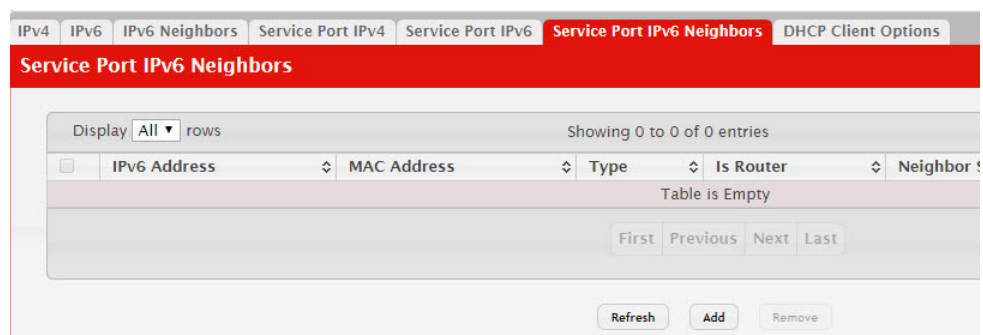 IPv4 IPv6 IPv6 Neighbors Service Port IPv4 Service Port IPv6 Service Port IPv6 Neighbors DHCP Client Options
Service Port IPv6 Neighbors
Display All rows Showing 0 to 0 of 0 entries
IPv6 Address MAC Address Type Is Router Neighbor
Table is Empty
First Previous Next Last
Refresh Add Remove